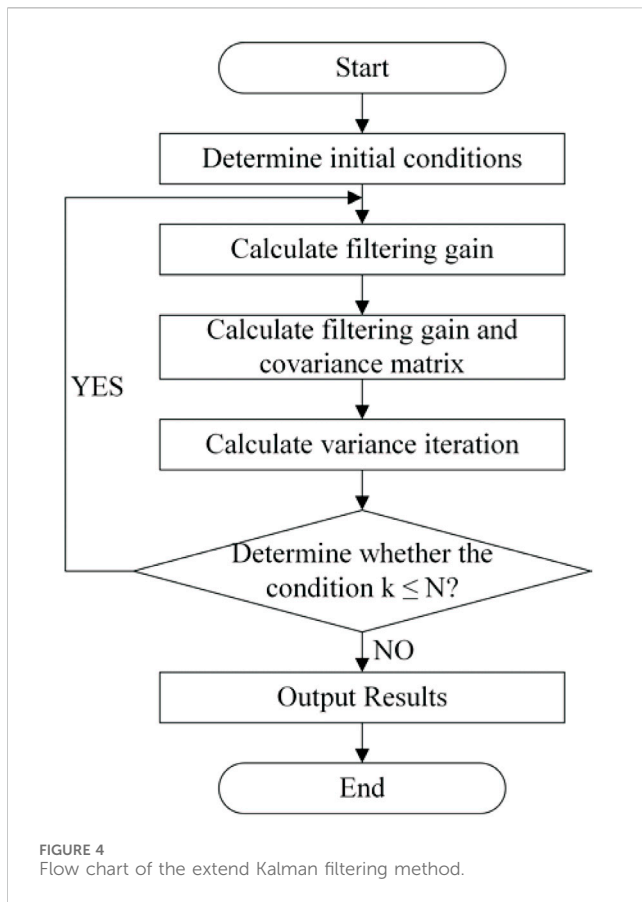 Start
Determine initial conditions
Calculate filtering gain
Calculate filtering gain and
covariance matrix
YES
Calculate variance iteration
Determine whether the
condition k ≤ N?
NO
Output Results
End
FIGURE 4
Flow chart of the extend Kalman filtering method.